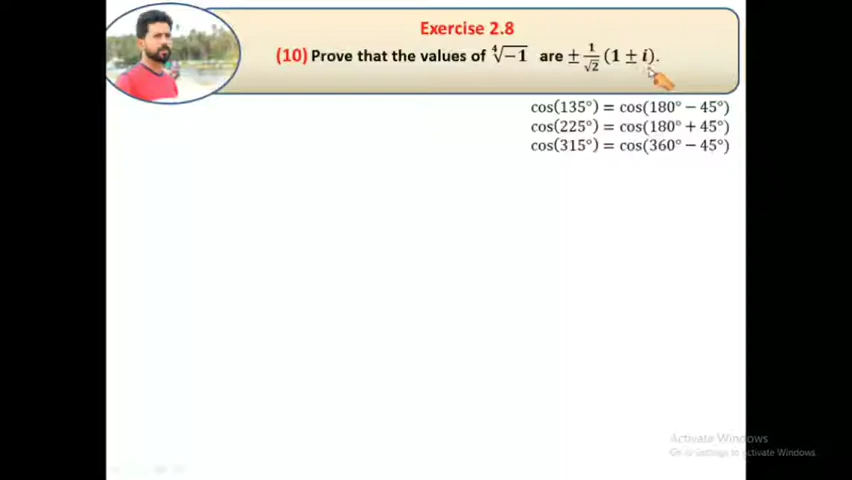 Exercise 2.8
(10) Prove that the values of ∜−1 are ± 1/√2 (1 ± i).
cos(135°) = cos(180° − 45°)
cos(225°) = cos(180° + 45°)
cos(315°) = cos(360° − 45°)
Activate Windows
Go to Settings to activate Windows.